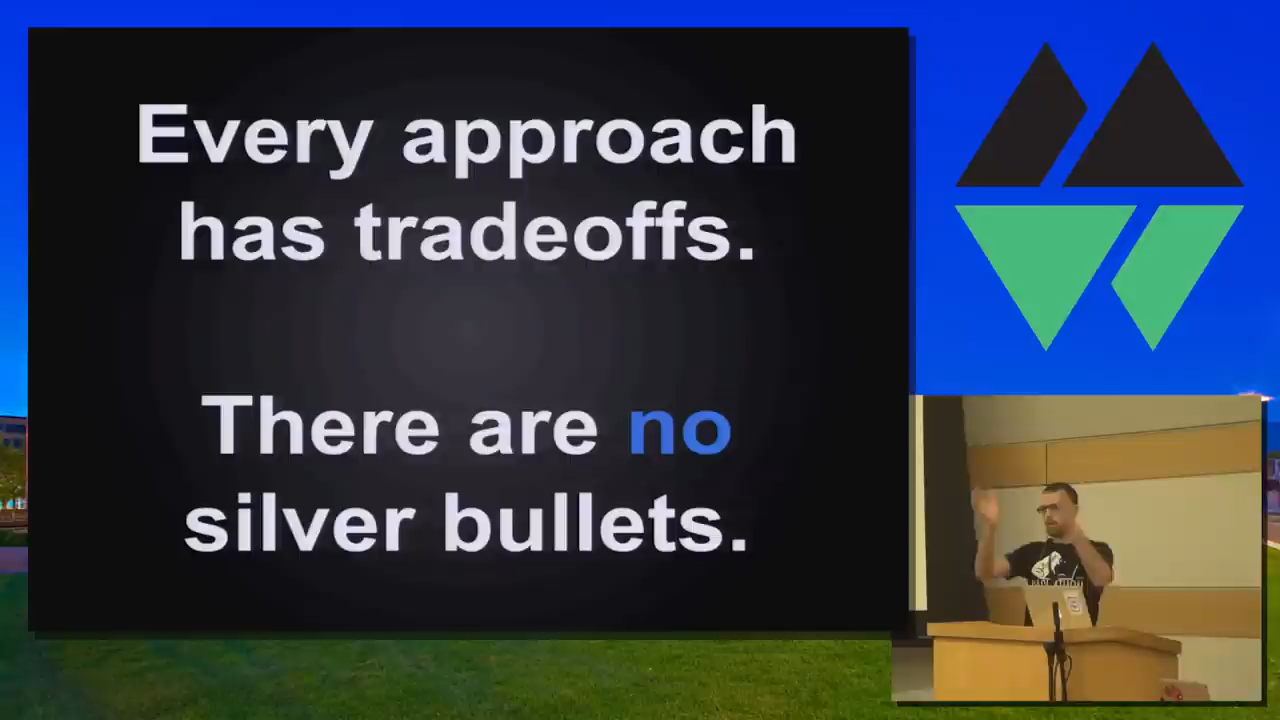 Every approach
has tradeoffs.
There are no
silver bullets.